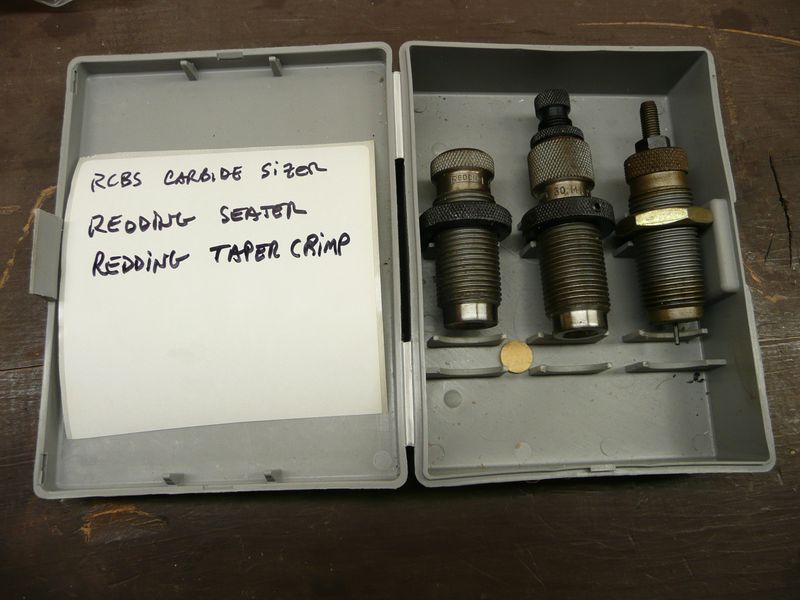 RCBS CARBIDE SIZER
REDDING SEATER
REDDING TAPER CRIMP